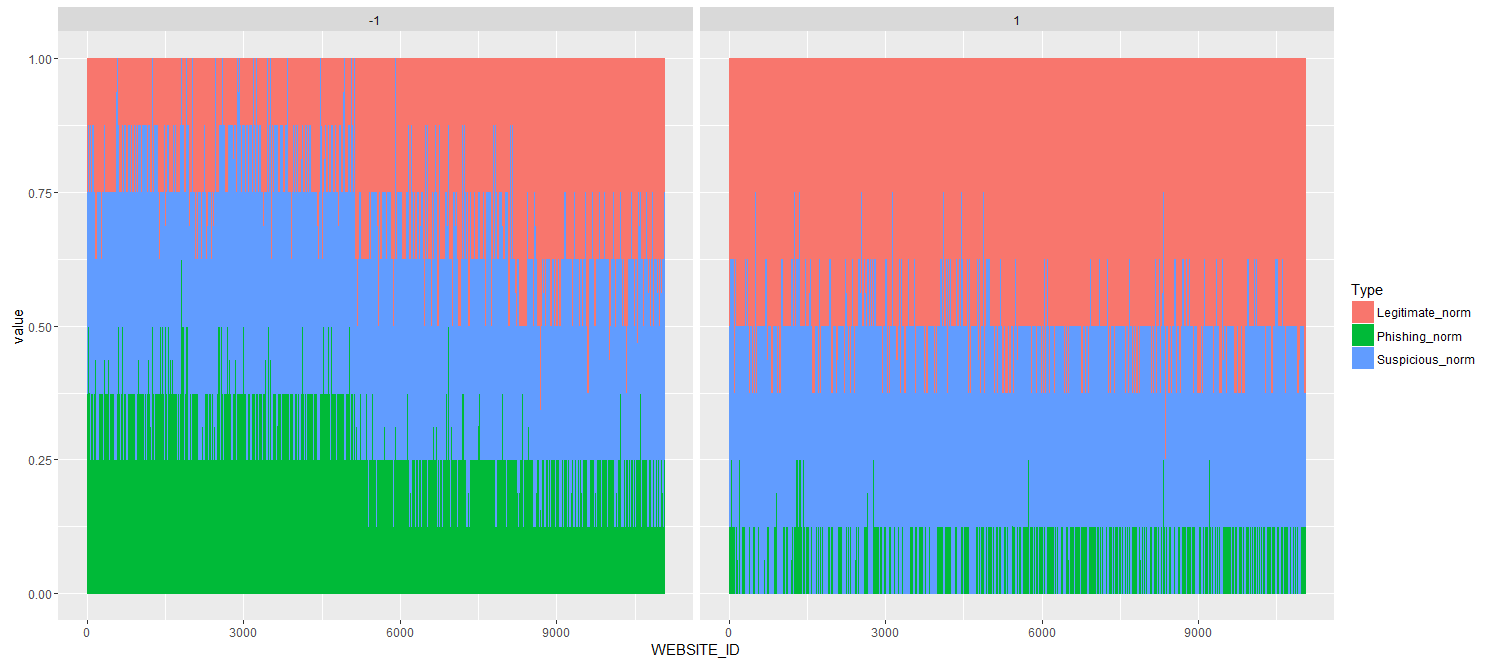 -1
1
1.00
0.75
0.50
0.25
0.00
value
0
3000
6000
9000
0
3000
6000
9000
WEBSITE_ID
Type
Legitimate_norm
Phishing_norm
Suspicious_norm